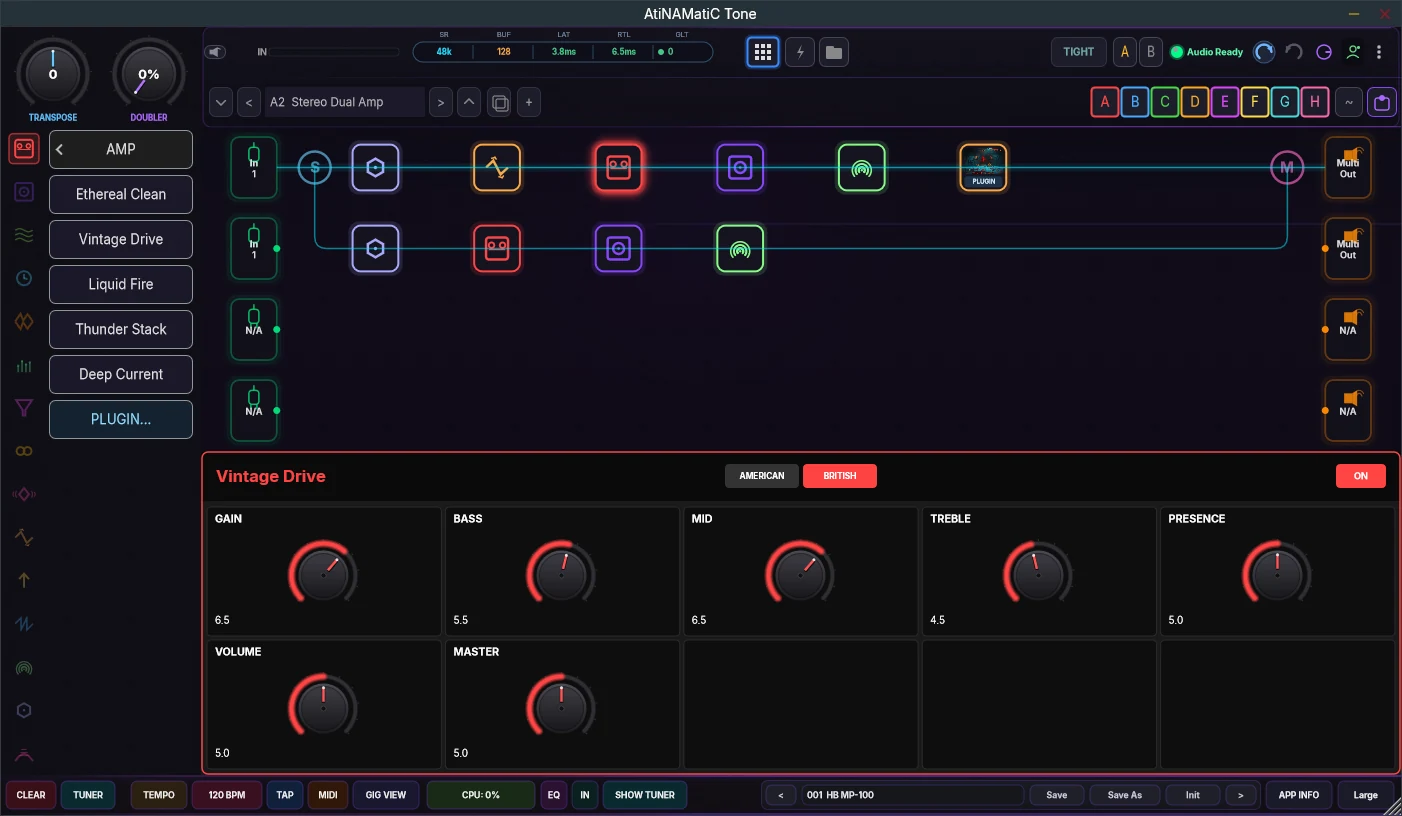 AtiNAMatiC Tone
0
TRANSPOSE
0%
DOUBLER
IN
SR BUF LAT RTL OLT
48k 128 3.8ms 6.5ms 0
TIGHT A B Audio Ready
< A2 Stereo Dual Amp > +
A B C D E F G H ~
AMP
Ethereal Clean
Vintage Drive
Liquid Fire
Thunder Stack
Deep Current
PLUGIN...
In
1
S
PLUGIN
M
Multi
Out
In
1
Multi
Out
N/A
N/A
N/A
N/A
Vintage Drive AMERICAN BRITISH ON
GAIN BASS MID TREBLE PRESENCE
6.5 5.5 6.5 4.5 5.0
VOLUME MASTER
5.0 5.0
CLEAR TUNER TEMPO 120 BPM TAP MIDI GIG VIEW CPU: 0% EQ IN SHOW TUNER < 001 HB MP-100 Save Save As Init > APP INFO Large